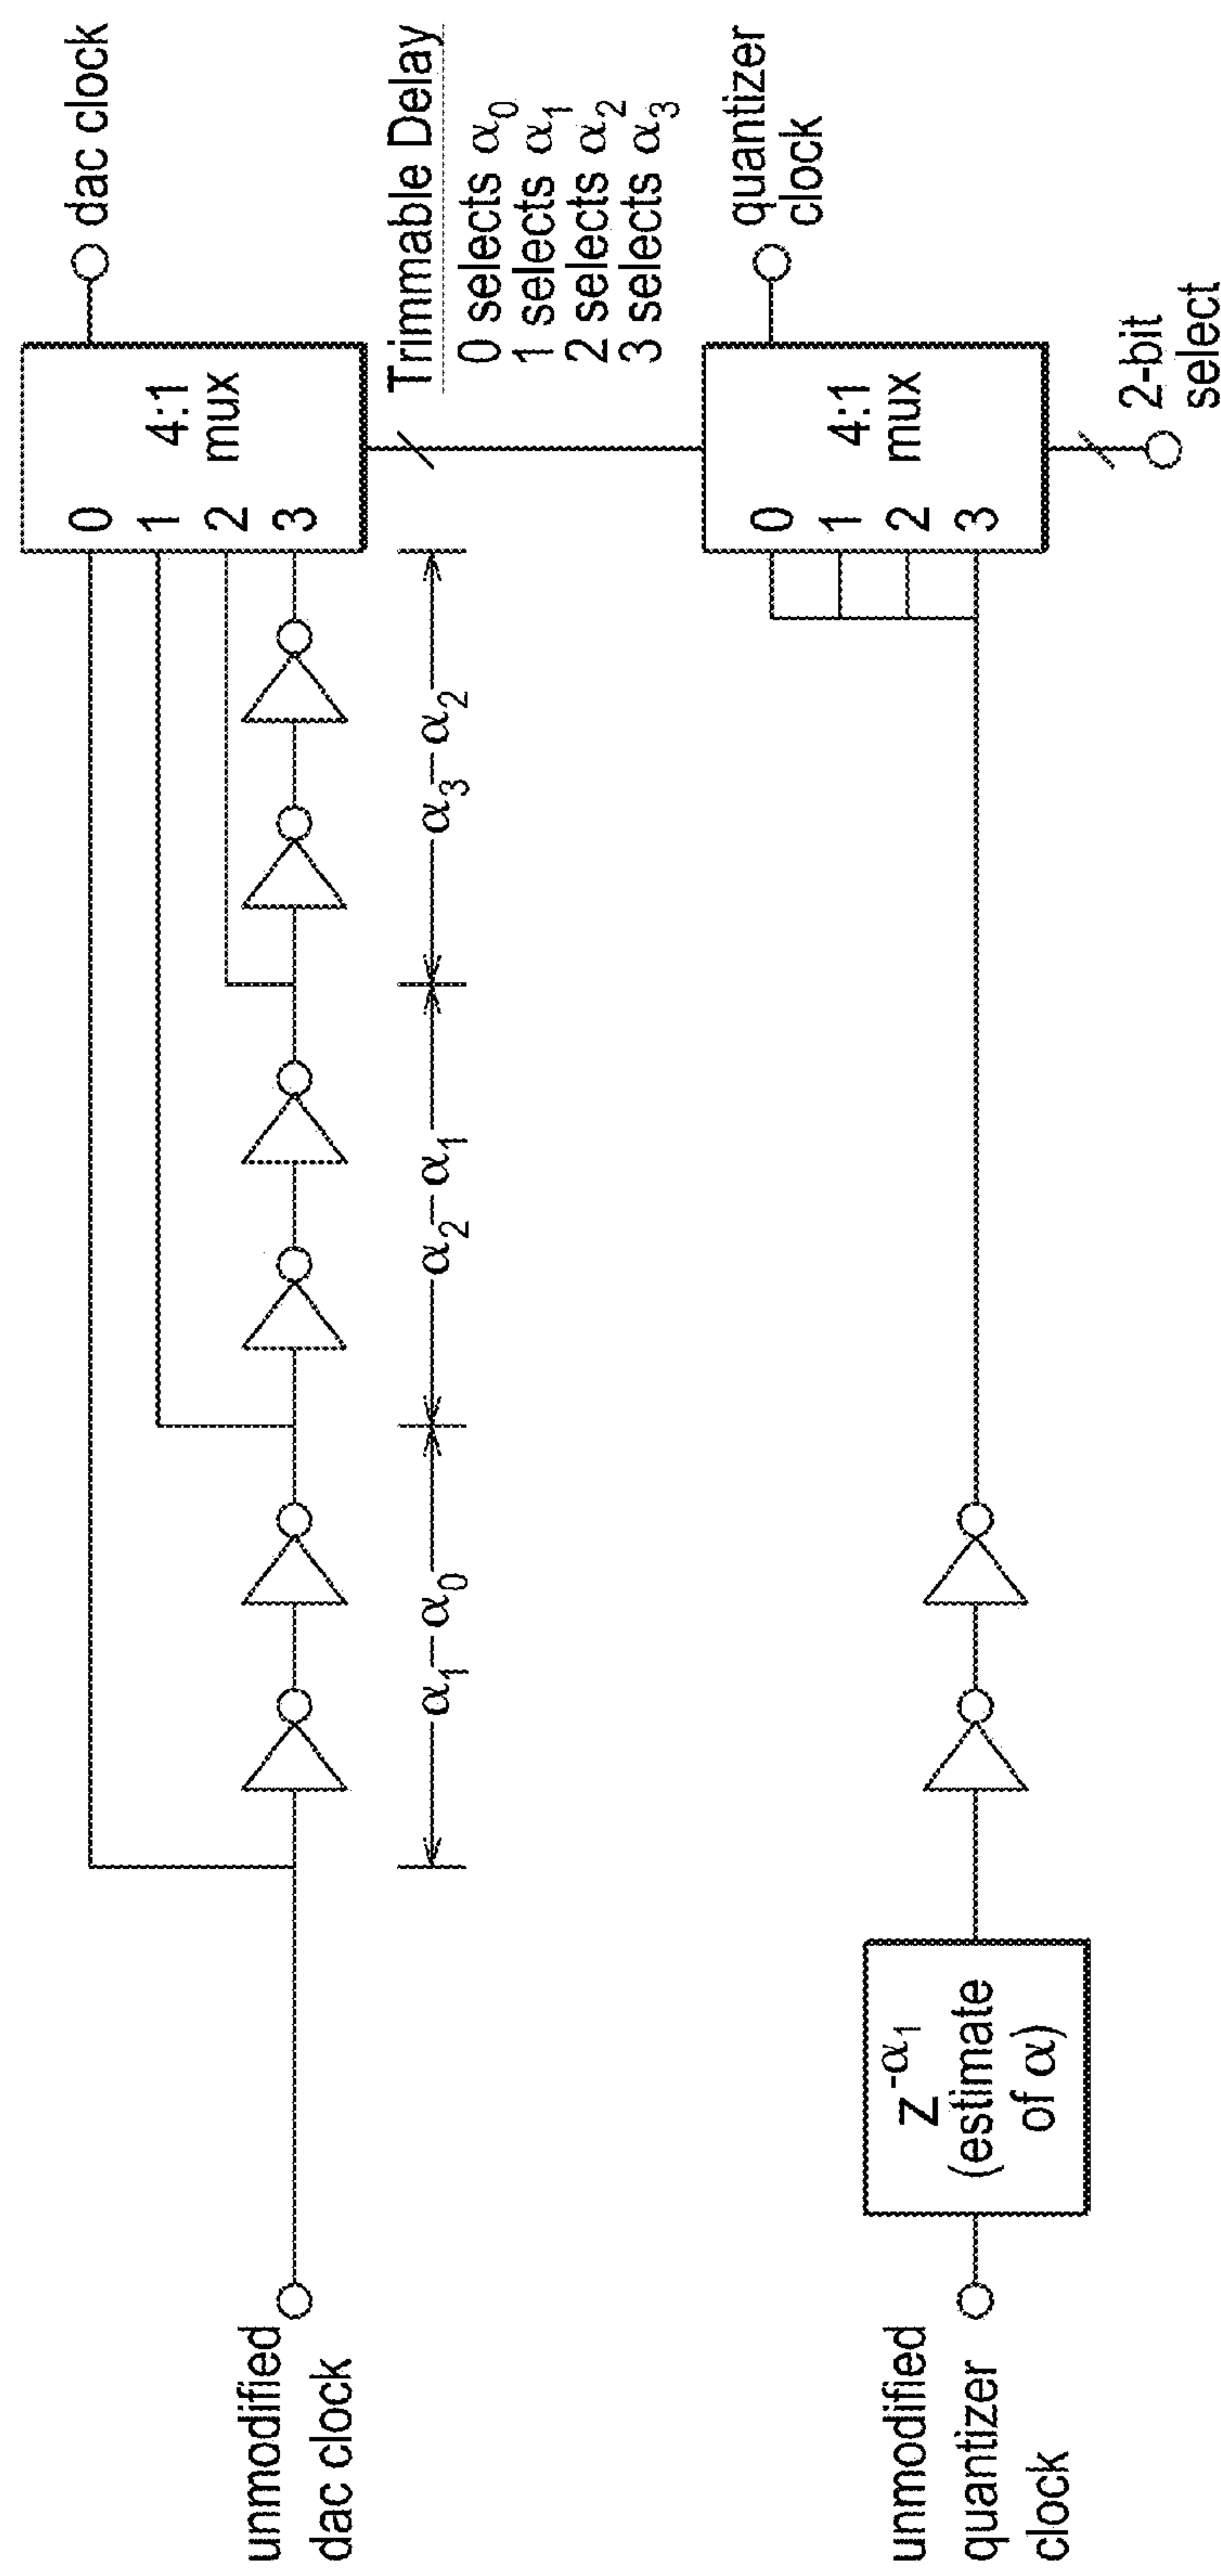 unmodified
dac clock
α₁ – α₀
α₂ – α₁
α₃ – α₂
0
1
2
3
4:1
mux
dac clock
Trimmable Delay
0 selects α₀
1 selects α₁
2 selects α₂
3 selects α₃
unmodified
quantizer
clock
z^-α₁
(estimate
of α)
0
1
2
3
4:1
mux
quantizer
clock
2-bit
select